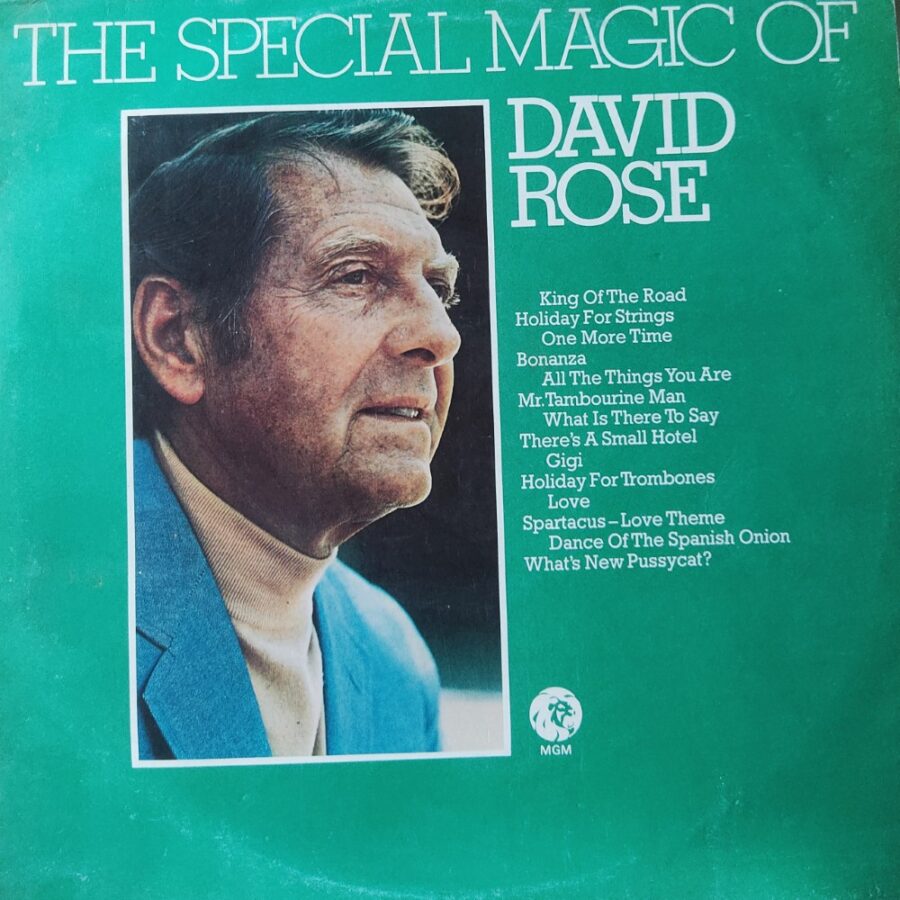 THE SPECIAL MAGIC OF
DAVID
ROSE
King Of The Road
Holiday For Strings
One More Time
Bonanza
All The Things You Are
Mr. Tambourine Man
What Is There To Say
There's A Small Hotel
Gigi
Holiday For Trombones
Love
Spartacus – Love Theme
Dance Of The Spanish Onion
What's New Pussycat?
MGM